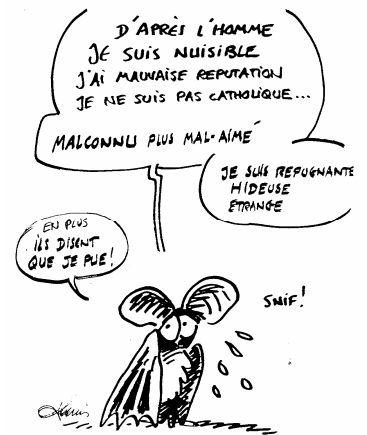 D'APRÈS L'HOMME
JE SUIS NUISIBLE
J'AI MAUVAISE REPUTATION
JE NE SUIS PAS CATHOLIQUE...
MALCONNU PLUS MAL-AIMÉ
JE SUIS REPUGNANTE
HIDEUSE
ETRANGE
EN PLUS
ILS DISENT
QUE JE PUE!
SNIF!